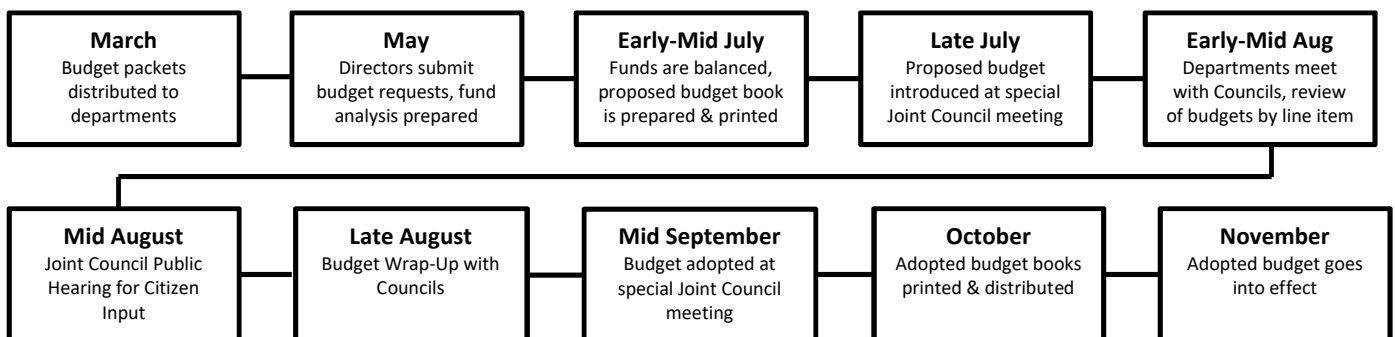 March
Budget packets
distributed to
departments
May
Directors submit
budget requests, fund
analysis prepared
Early-Mid July
Funds are balanced,
proposed budget book
is prepared & printed
Late July
Proposed budget
introduced at special
Joint Council meeting
Early-Mid Aug
Departments meet
with Councils, review
of budgets by line item
Mid August
Joint Council Public
Hearing for Citizen
Input
Late August
Budget Wrap-Up with
Councils
Mid September
Budget adopted at
special Joint Council
meeting
October
Adopted budget books
printed & distributed
November
Adopted budget goes
into effect